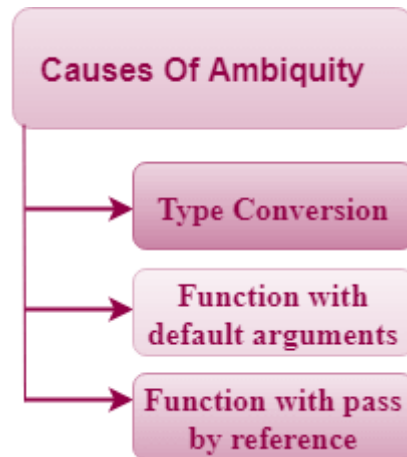 Causes Of Ambiquity
Type Conversion
Function with
default arguments
Function with pass
by reference